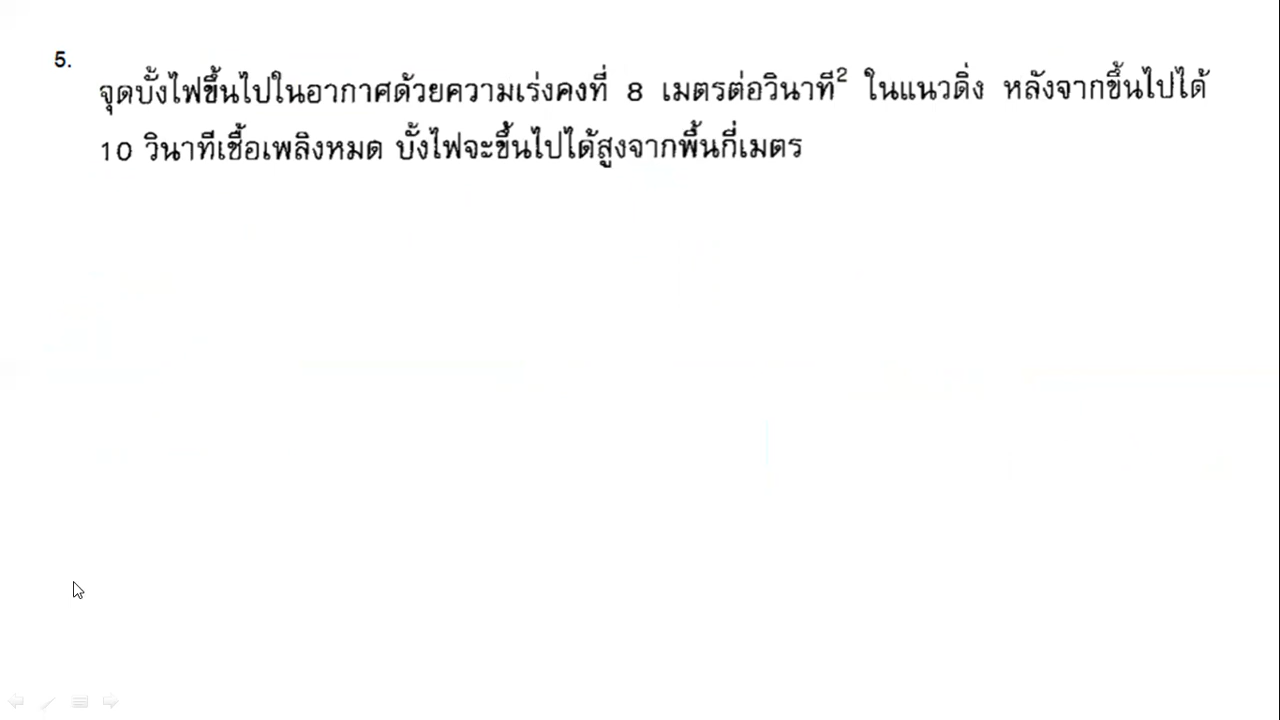 5.
จุดบั้งไฟขึ้นไปในอากาศด้วยความเร่งคงที่ 8 เมตรต่อวินาที² ในแนวดิ่ง หลังจากขึ้นไปได้
10 วินาทีเชื้อเพลิงหมด บั้งไฟจะขึ้นไปได้สูงจากพื้นกี่เมตร